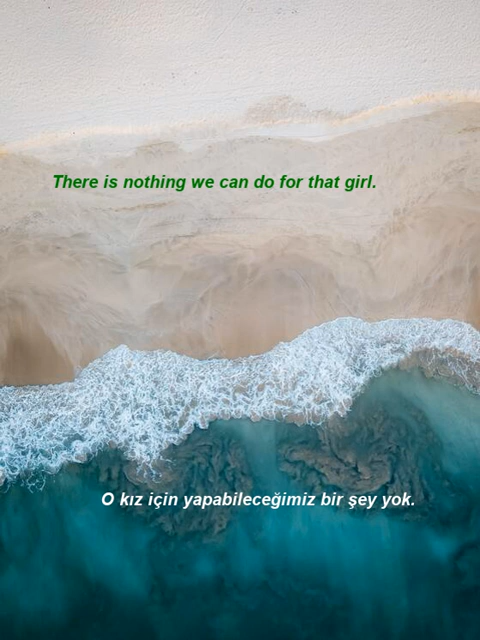 There is nothing we can do for that girl.
O kız için yapabileceğimiz bir şey yok.